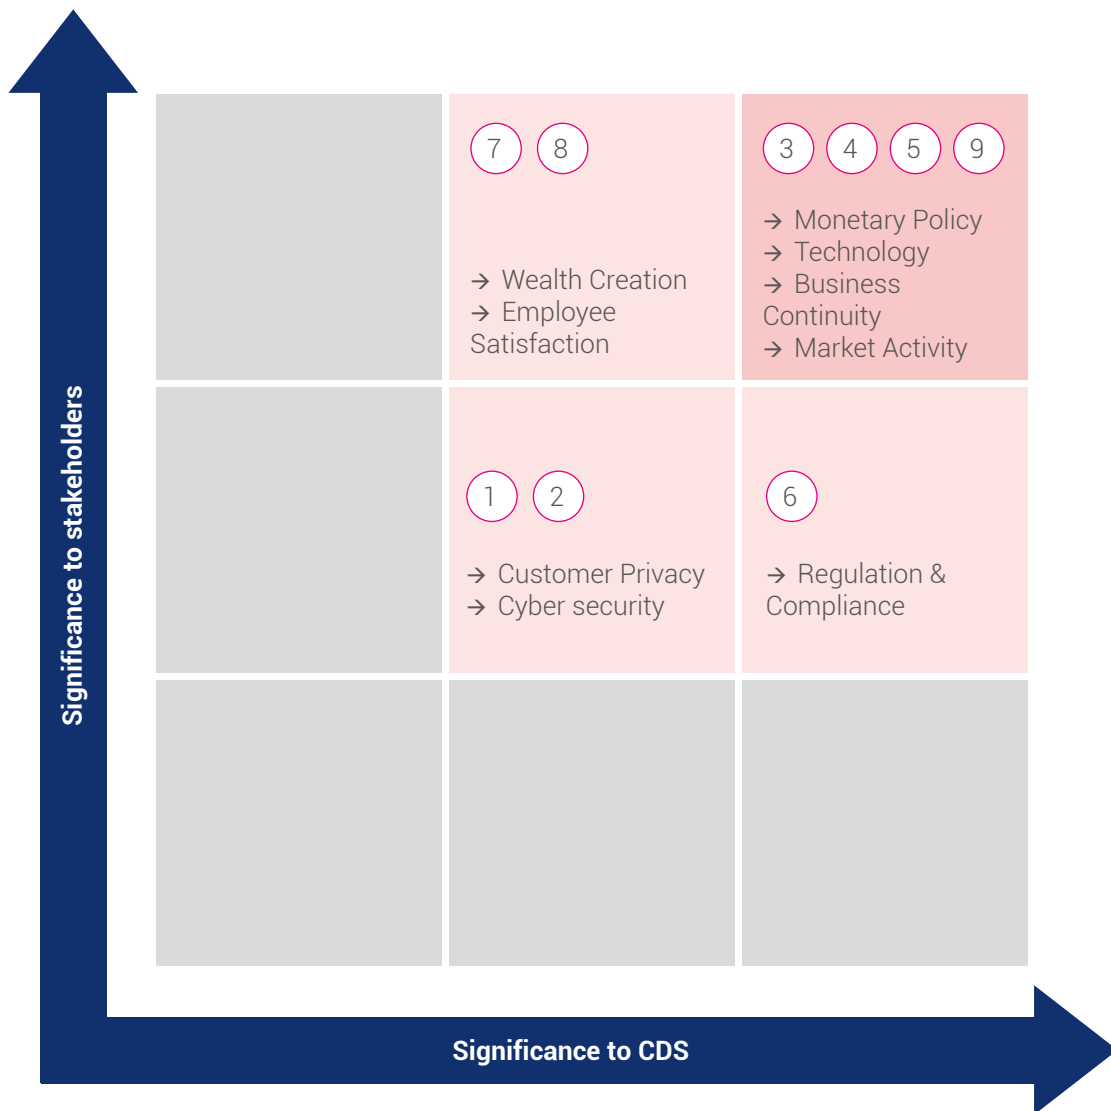 Significance to stakeholders
7 8
→ Wealth Creation
→ Employee
Satisfaction
3 4 5 9
→ Monetary Policy
→ Technology
→ Business
Continuity
→ Market Activity
1 2
→ Customer Privacy
→ Cyber security
6
→ Regulation &
Compliance
Significance to CDS